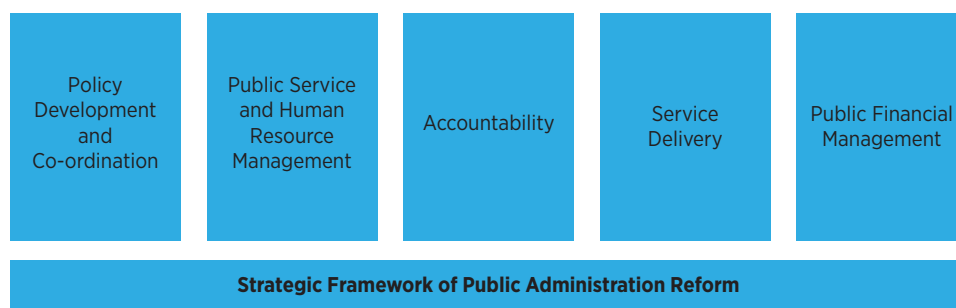 Policy
Development
and
Co-ordination
Public Service
and Human
Resource
Management
Accountability
Service
Delivery
Public Financial
Management
Strategic Framework of Public Administration Reform